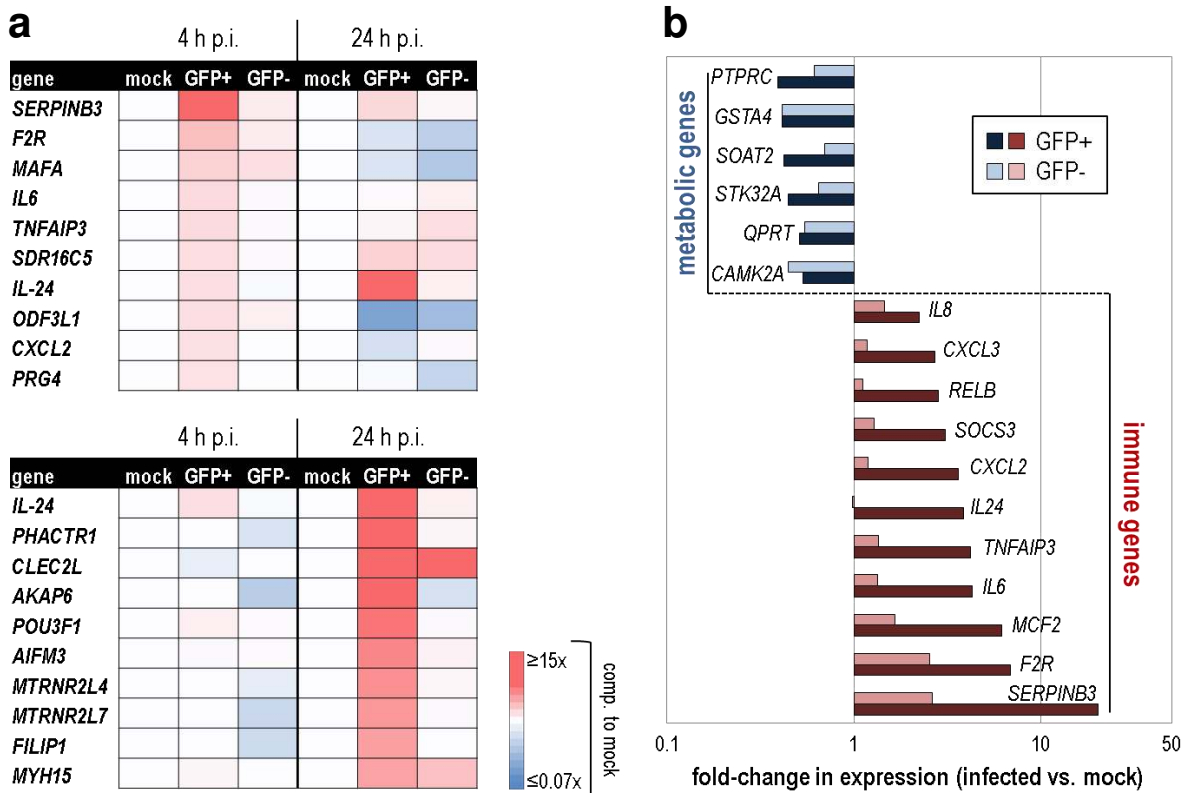 a
4 h p.i. 24 h p.i.
gene mock GFP+ GFP- mock GFP+ GFP-
SERPINB3
F2R
MAFA
IL6
TNFAIP3
SDR16C5
IL-24
ODF3L1
CXCL2
PRG4
4 h p.i. 24 h p.i.
gene mock GFP+ GFP- mock GFP+ GFP-
IL-24
PHACTR1
CLEC2L
AKAP6
POU3F1
AIFM3
MTRNR2L4
MTRNR2L7
FILIP1
MYH15
≥15x
≤0.07x
comp. to mock
b
metabolic genes
PTPRC
GSTA4
SOAT2
STK32A
QPRT
CAMK2A
GFP+
GFP-
IL8
CXCL3
RELB
SOCS3
CXCL2
IL24
TNFAIP3
IL6
MCF2
F2R
SERPINB3
immune genes
0.1 1 10 50
fold-change in expression (infected vs. mock)